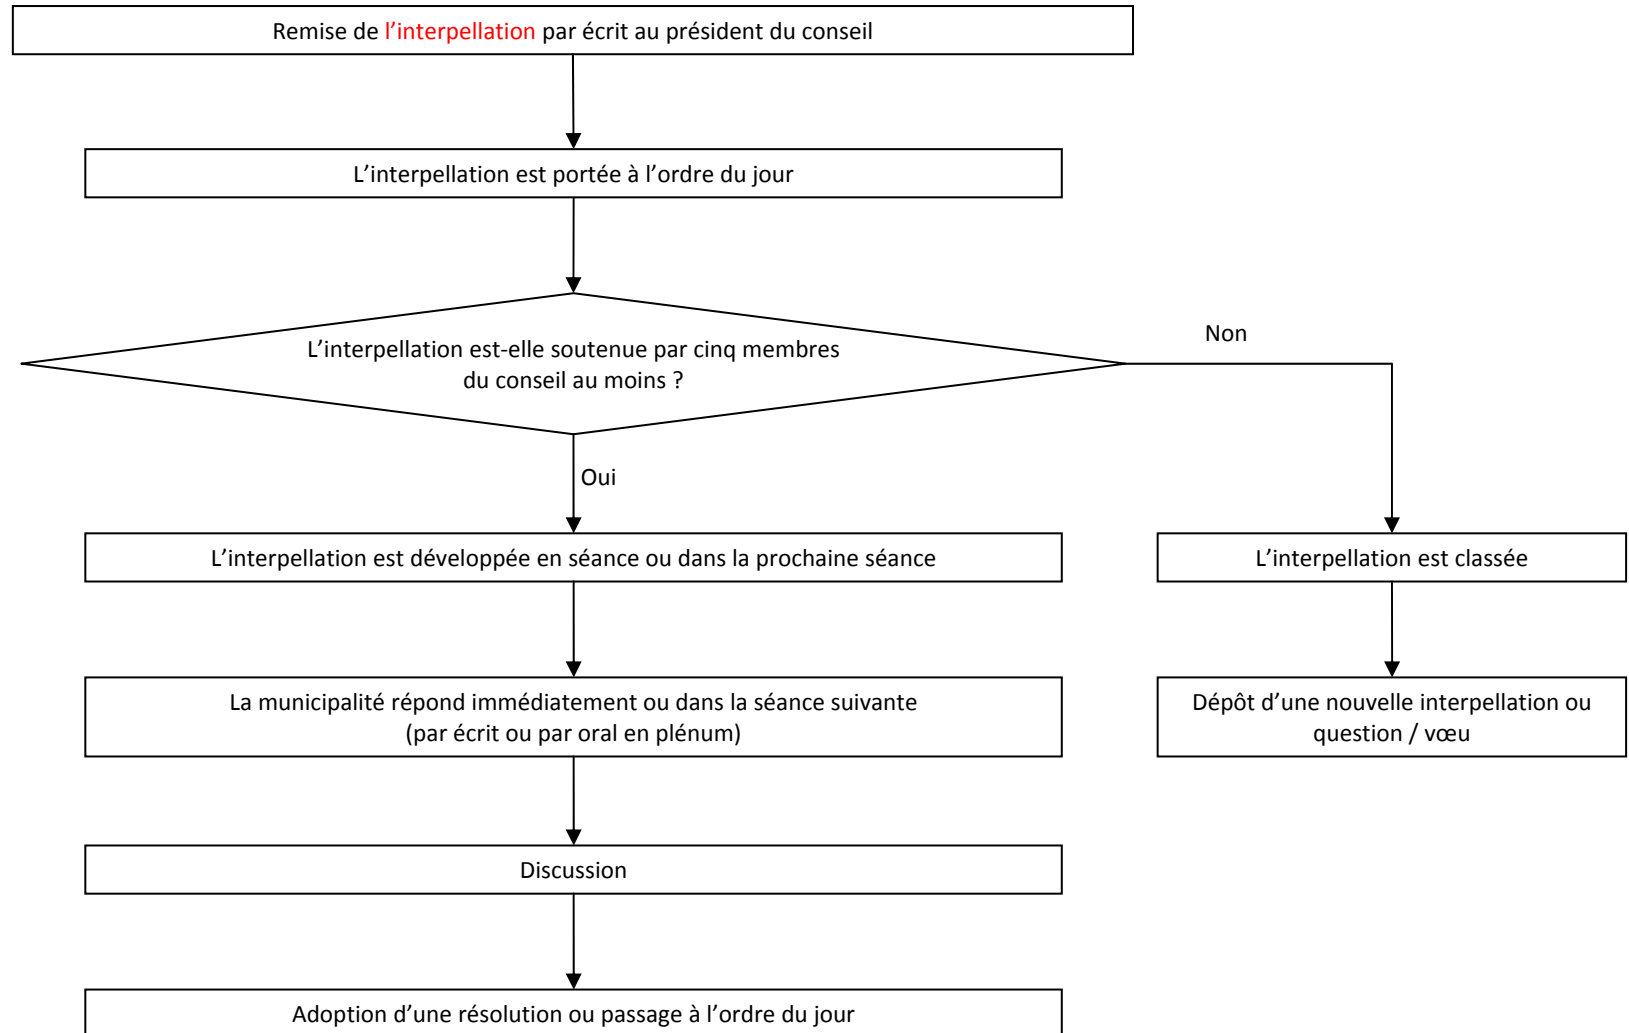 Remise de l’interpellation par écrit au président du conseil
L’interpellation est portée à l’ordre du jour
L’interpellation est-elle soutenue par cinq membres
du conseil au moins ?
Non
Oui
L’interpellation est développée en séance ou dans la prochaine séance
L’interpellation est classée
La municipalité répond immédiatement ou dans la séance suivante
(par écrit ou par oral en plénum)
Dépôt d’une nouvelle interpellation ou
question / vœu
Discussion
Adoption d’une résolution ou passage à l’ordre du jour